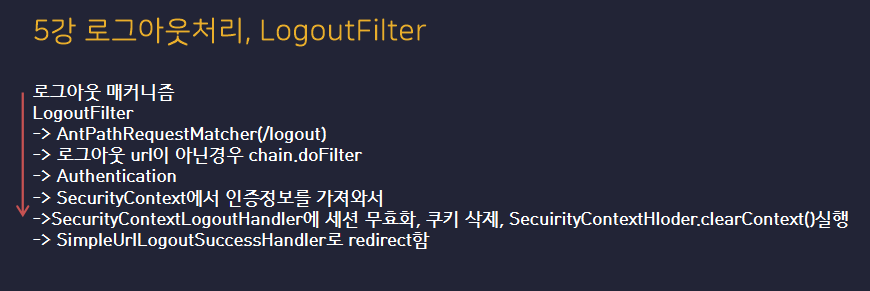 5강 로그아웃처리, LogoutFilter
로그아웃 매커니즘
LogoutFilter
-> AntPathRequestMatcher(/logout)
-> 로그아웃 url이 아닌경우 chain.doFilter
-> Authentication
-> SecurityContext에서 인증정보를 가져와서
->SecurityContextLogoutHandler에 세션 무효화, 쿠키 삭제, SecuirityContextHloder.clearContext()실행
-> SimpleUrlLogoutSuccessHandler로 redirect함